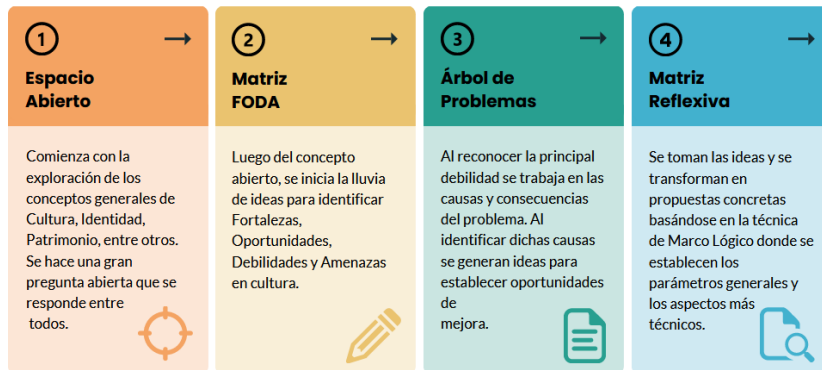 1
Espacio
Abierto
Comienza con la
exploración de los
conceptos generales de
Cultura, Identidad,
Patrimonio, entre otros.
Se hace una gran
pregunta abierta que se
responde entre
todos.
2
Matriz
FODA
Luego del concepto
abierto, se inicia la lluvia
de ideas para identificar
Fortalezas,
Oportunidades,
Debilidades y Amenazas
en cultura.
3
Árbol de
Problemas
Al reconocer la principal
debilidad se trabaja en las
causas y consecuencias
del problema. Al
identificar dichas causas
se generan ideas para
establecer oportunidades
de
mejora.
4
Matriz
Reflexiva
Se toman las ideas y se
transforman en
propuestas concretas
basándose en la técnica
de Marco Lógico donde se
establecen los
parámetros generales y
los aspectos más
técnicos.